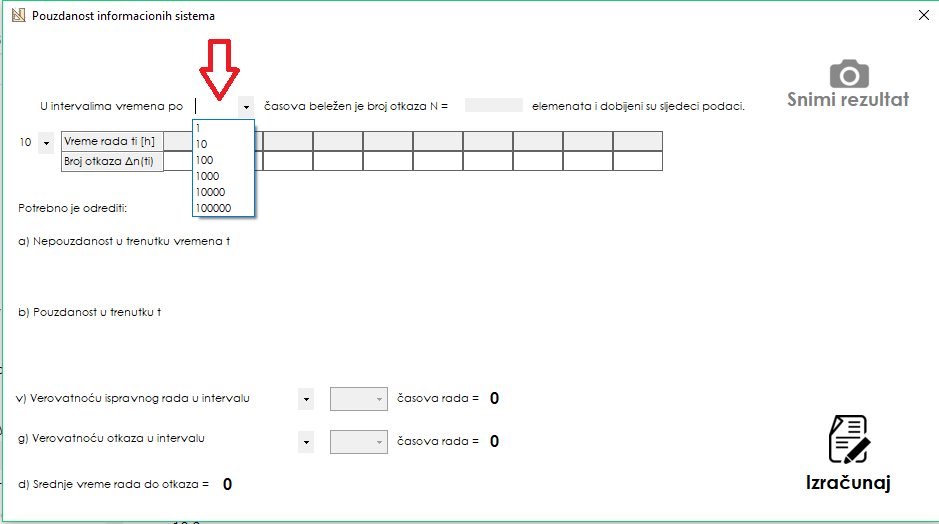 Pouzdanost informacionih sistema
U intervalima vremena po časova beležen je broj otkaza N = elemenata i dobijeni su sljedeci podaci.
Snimi rezultat
1
10
100
1000
10000
100000
10 Vreme rada ti [h]
Broj otkaza Δn(ti)
Potrebno je odrediti:
a) Nepouzdanost u trenutku vremena t
b) Pouzdanost u trenutku t
v) Verovatnoću ispravnog rada u intervalu časova rada = 0
g) Verovatnoću otkaza u intervalu časova rada = 0
d) Srednje vreme rada do otkaza = 0
Izračunaj